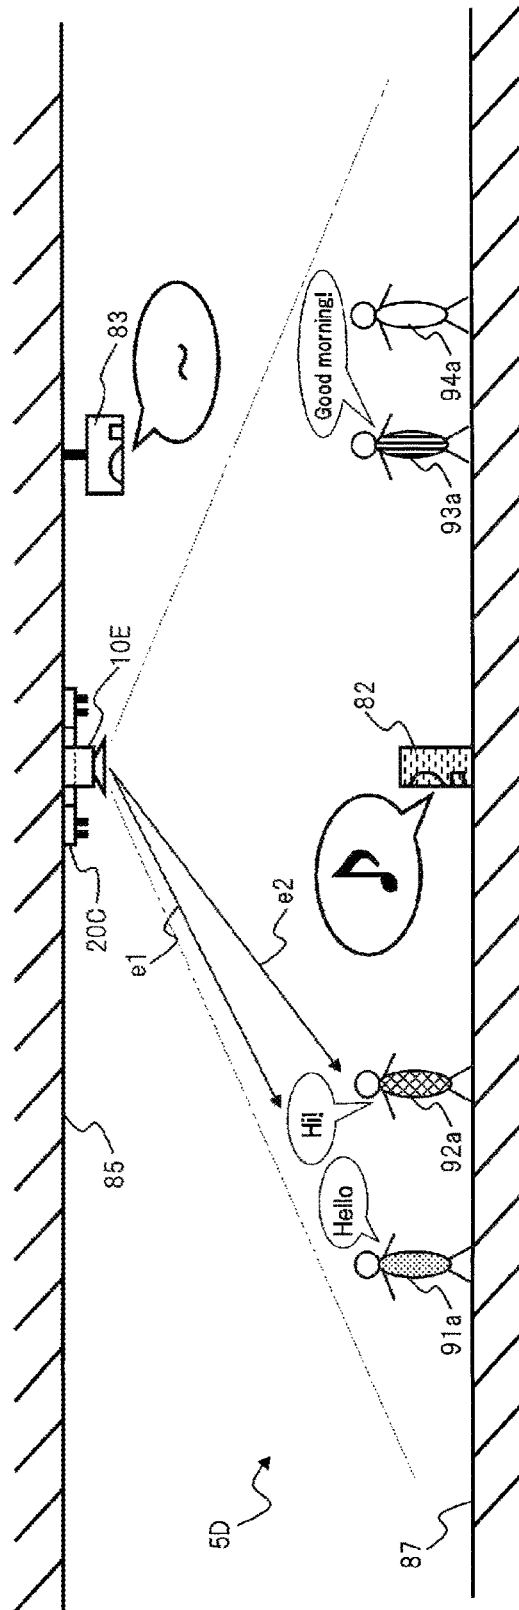 20C
85
10E
83
e1
~
5D
e2
Hi!
Good morning!
Hello
♪
82
87
91a
92a
93a
94a